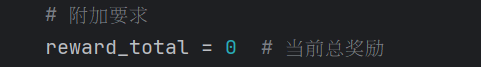 # 附加要求
reward_total = 0  # 当前总奖励